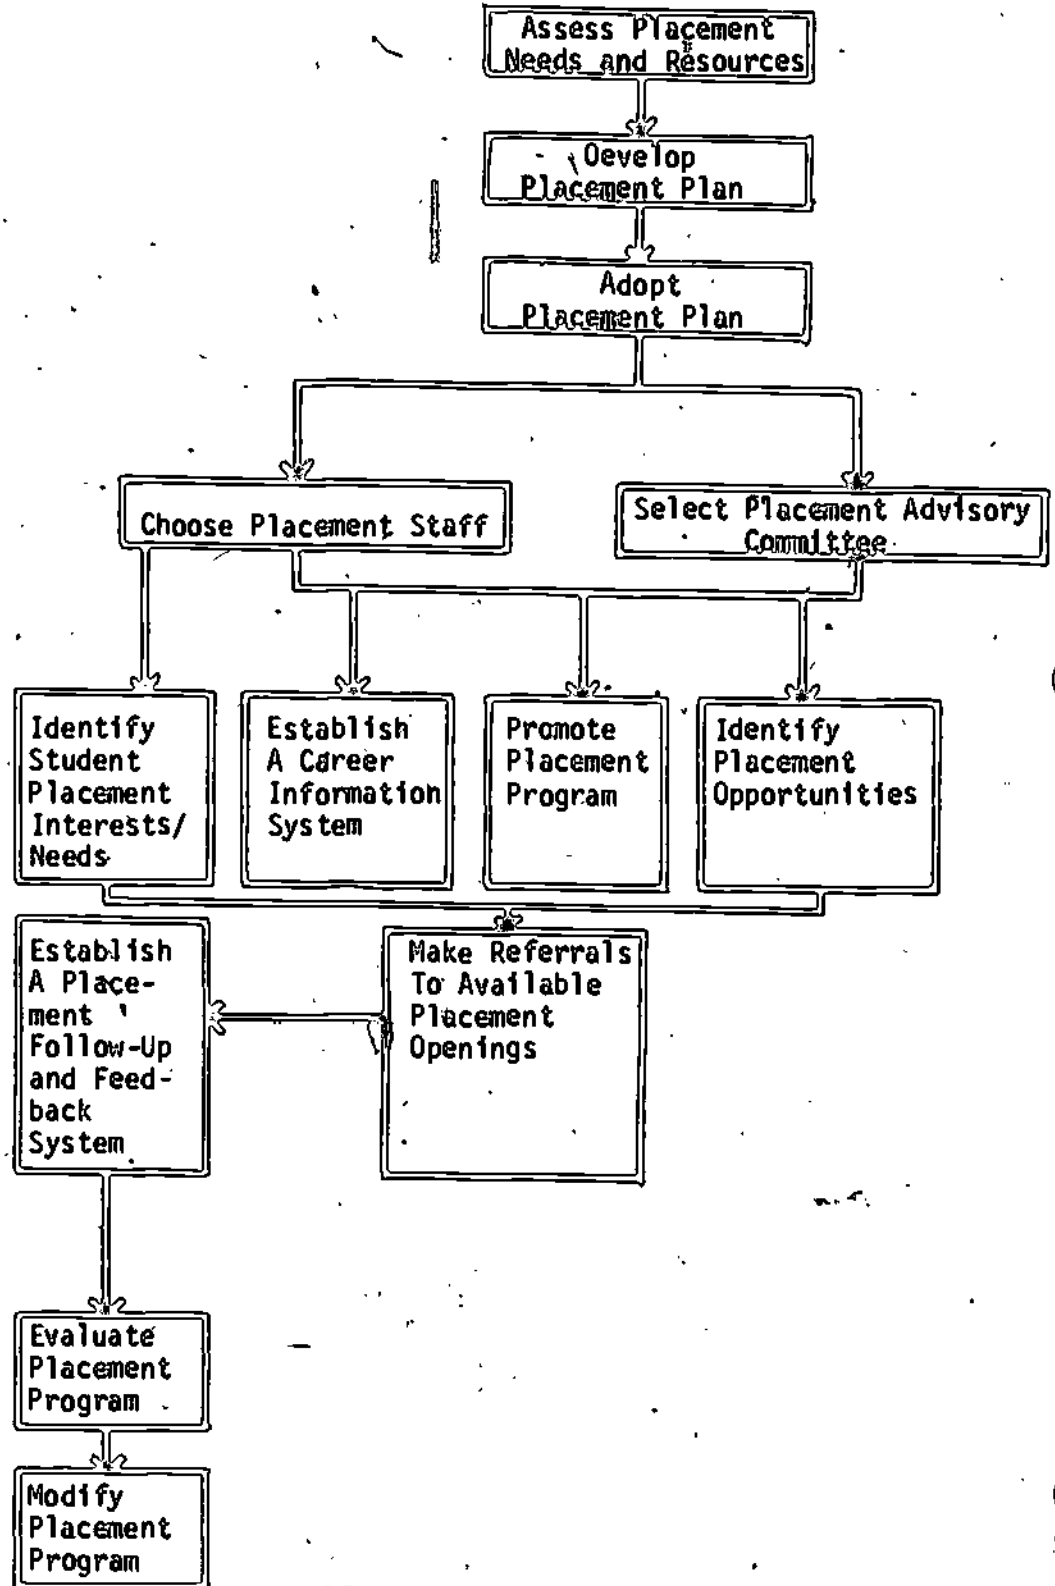 Assess Placement
Needs and Resources
Develop
Placement Plan
Adopt
Placement Plan
Choose Placement Staff
Select Placement Advisory
Committee
Identify
Student
Placement
Interests/
Needs
Establish
A Career
Information
System
Promote
Placement
Program
Identify
Placement
Opportunities
Establish
A Place-
ment
Follow-Up
and Feed-
back
System
Make Referrals
To Available
Placement
Openings
Evaluate
Placement
Program
Modify
Placement
Program